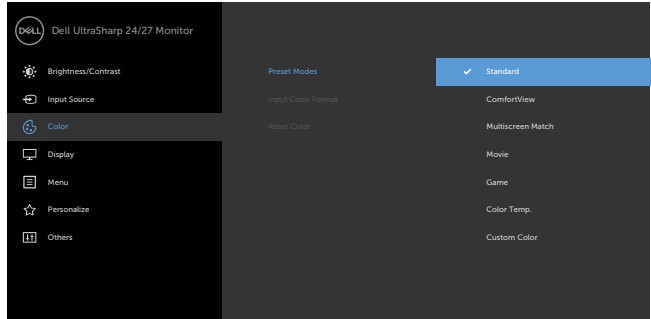 DELL
Dell UltraSharp 24/27 Monitor
Brightness/Contrast
Input Source
Color
Display
Menu
Personalize
Others
Preset Modes
Input Color Format
Reset Color
Standard
ComfortView
Multiscreen Match
Movie
Game
Color Temp.
Custom Color